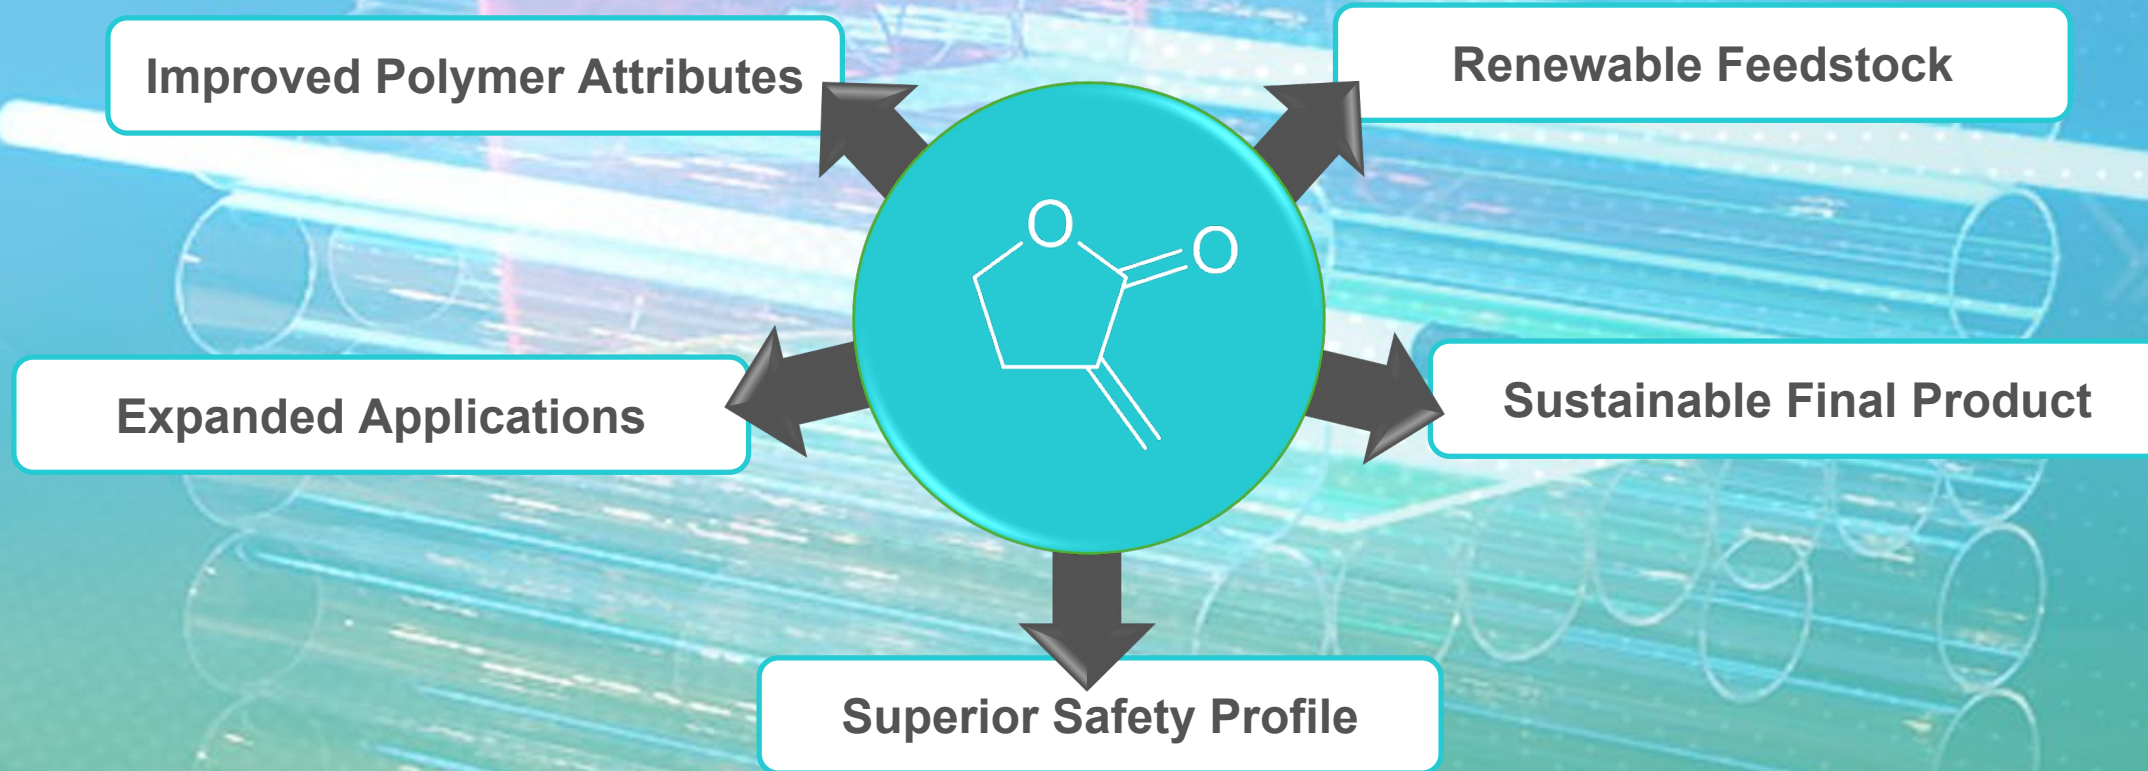 Improved Polymer Attributes
Renewable Feedstock
O
O
Expanded Applications
Sustainable Final Product
Superior Safety Profile